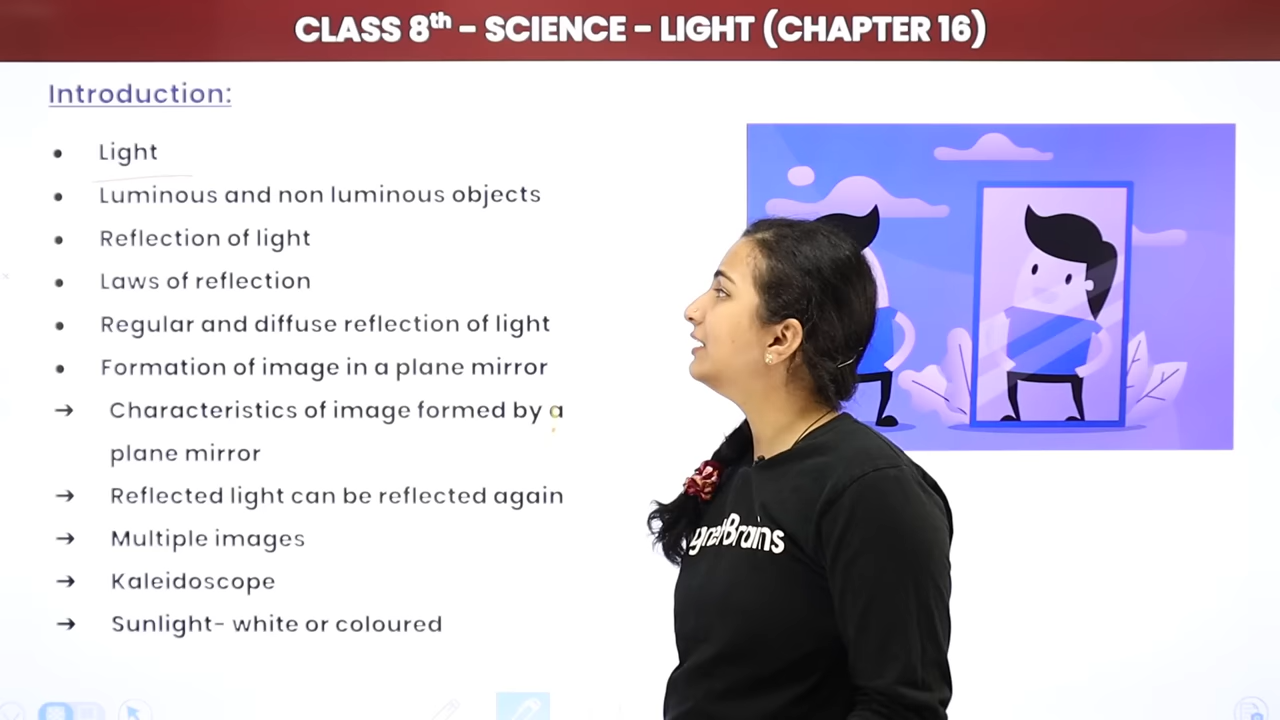 CLASS 8th - SCIENCE - LIGHT (CHAPTER 16)
Introduction:
• Light
• Luminous and non luminous objects
• Reflection of light
• Laws of reflection
• Regular and diffuse reflection of light
• Formation of image in a plane mirror
→ Characteristics of image formed by a
plane mirror
→ Reflected light can be reflected again
→ Multiple images
→ Kaleidoscope
→ Sunlight- white or coloured